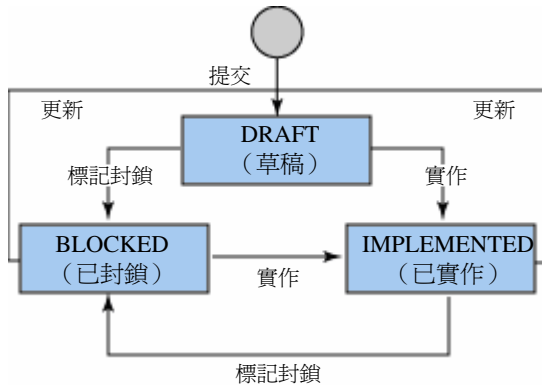 提交
更新
更新
DRAFT
（草稿）
標記封鎖
實作
BLOCKED
（已封鎖）
實作
IMPLEMENTED
（已實作）
標記封鎖